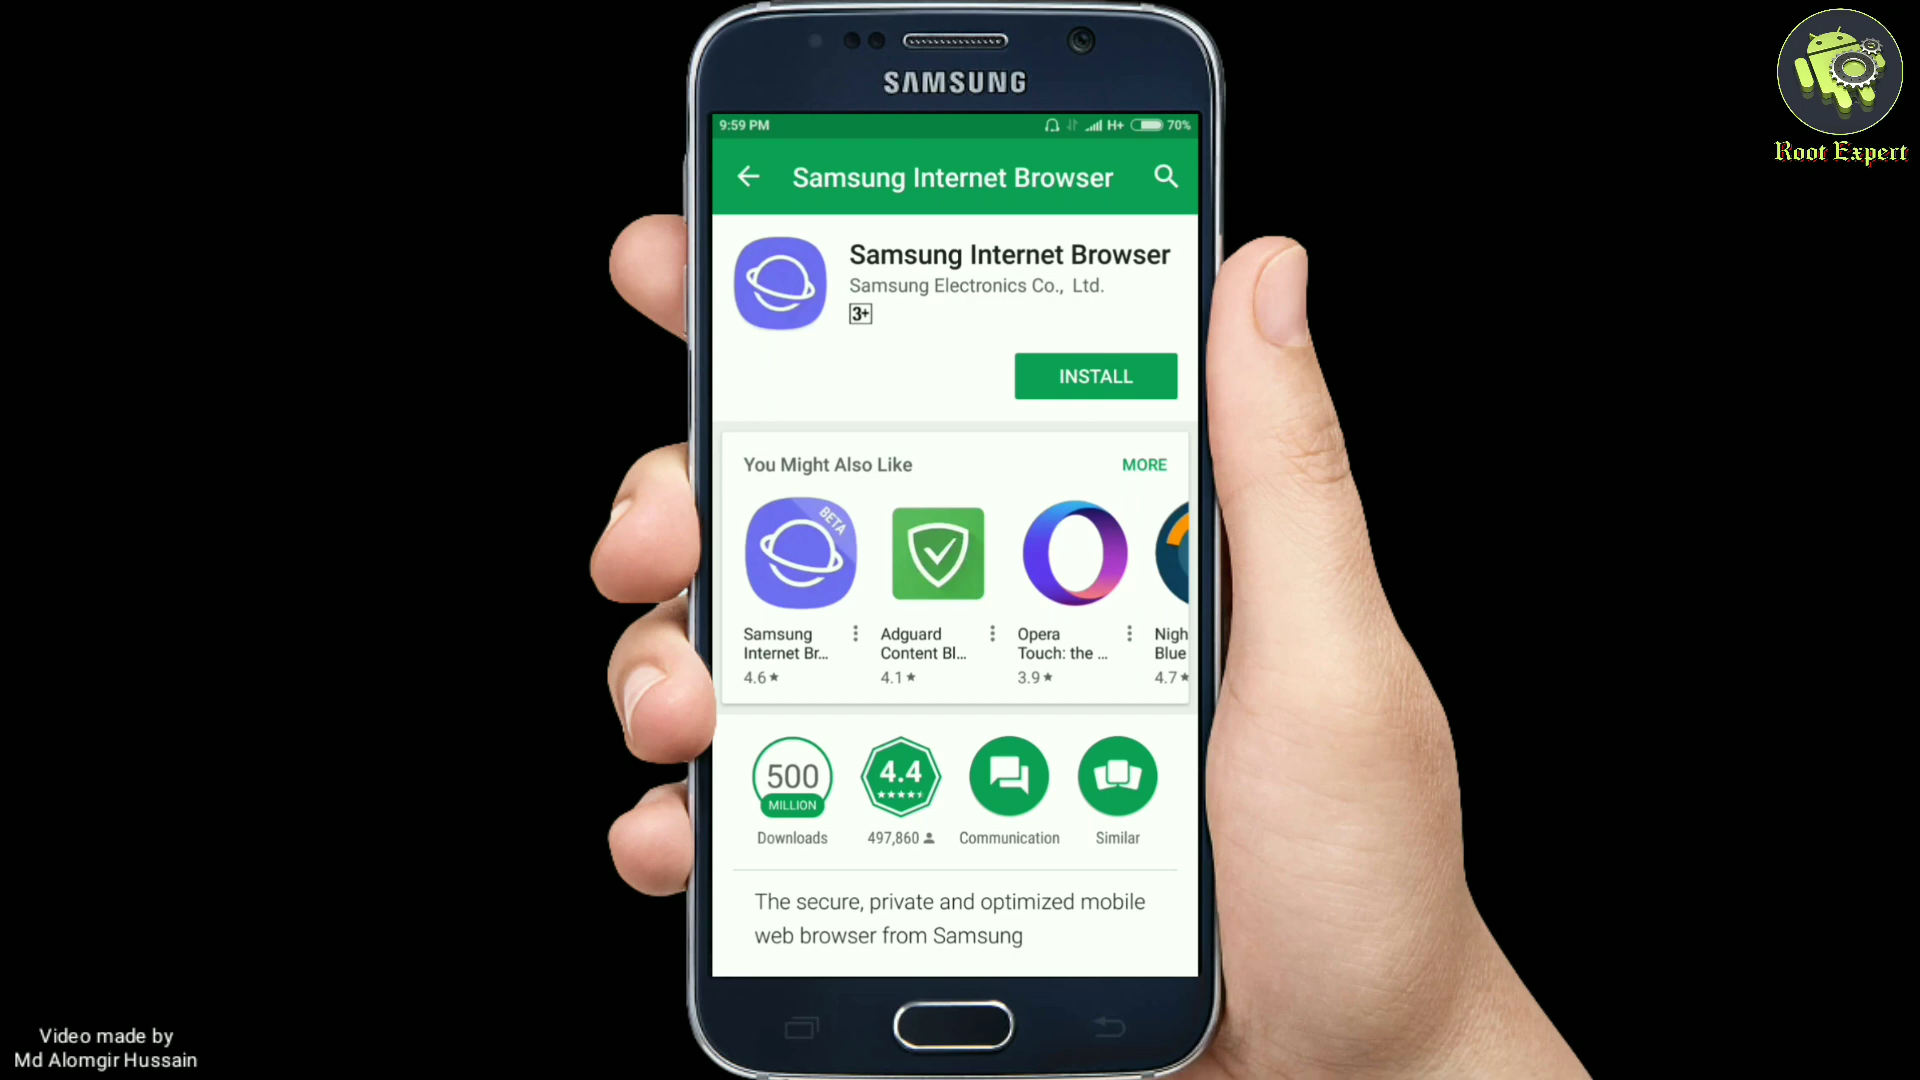 Root Expert
SAMSUNG
9:59 PM
H+ 70%
Samsung Internet Browser
Samsung Internet Browser
Samsung Electronics Co., Ltd.
3+
INSTALL
You Might Also Like
MORE
BETA
Samsung
Internet Br...
4.6★
Adguard
Content Bl...
4.1★
Opera
Touch: the ...
3.9★
Nigh
Blue
4.7★
500
MILLION
Downloads
4.4
497,860
Communication
Similar
The secure, private and optimized mobile
web browser from Samsung
Video made by
Md Alomgir Hussain